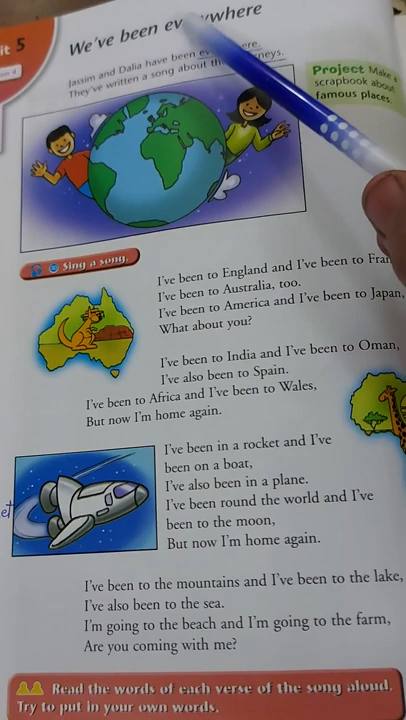 it 5
We've been everywhere
Jassim and Dalia have been everywhere.
They've written a song about their journeys.
Project Make a
scrapbook about
famous places.
Sing a song.
I've been to England and I've been to Fran
I've been to Australia, too.
I've been to America and I've been to Japan,
What about you?
I've been to India and I've been to Oman,
I've also been to Spain.
I've been to Africa and I've been to Wales,
But now I'm home again.
I've been in a rocket and I've
been on a boat,
I've also been in a plane.
I've been round the world and I've
been to the moon,
But now I'm home again.
I've been to the mountains and I've been to the lake,
I've also been to the sea.
I'm going to the beach and I'm going to the farm,
Are you coming with me?
Read the words of each verse of the song aloud.
Try to put in your own words.